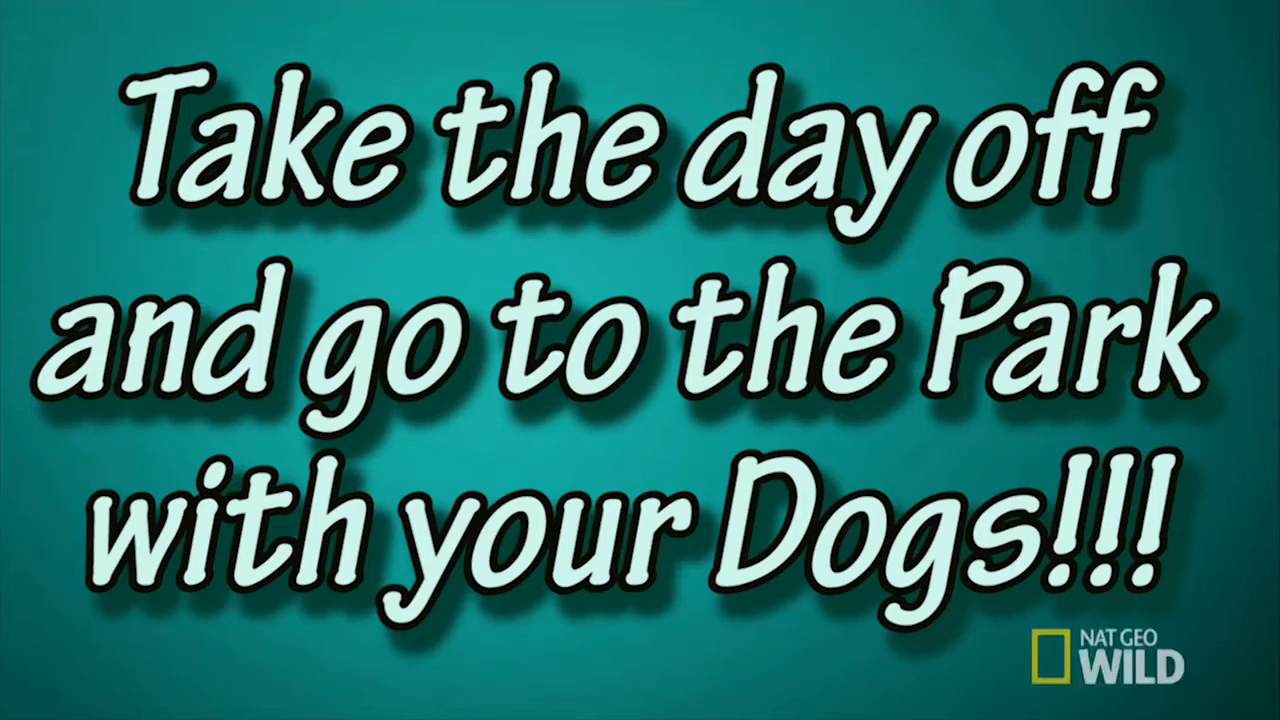 Take the day off
and go to the Park
with your Dogs!!!
NAT GEO
WILD